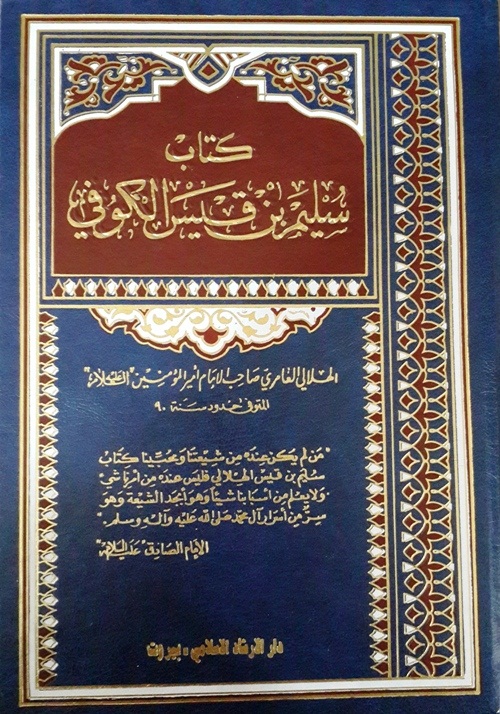 كتاب
سليم بن قيس الكوفي
الهلالي العامري صاحب الإمام أمير المؤمنين "عليه السلام"
المتوفى حدود سنة ٩٠
"من لم يكن عنده من شيعتنا ومحبينا كتاب
سليم بن قيس الهلالي فليس عنده من أمرنا شيء
ولا يعلم من أسبابنا شيئاً وهو أبجد الشيعة وهو
سرّ من أسرار آل محمد صلى الله عليه وآله وسلم."
الإمام الصادق "عليه السلام"
دار الارشاد الاسلامي - بيروت